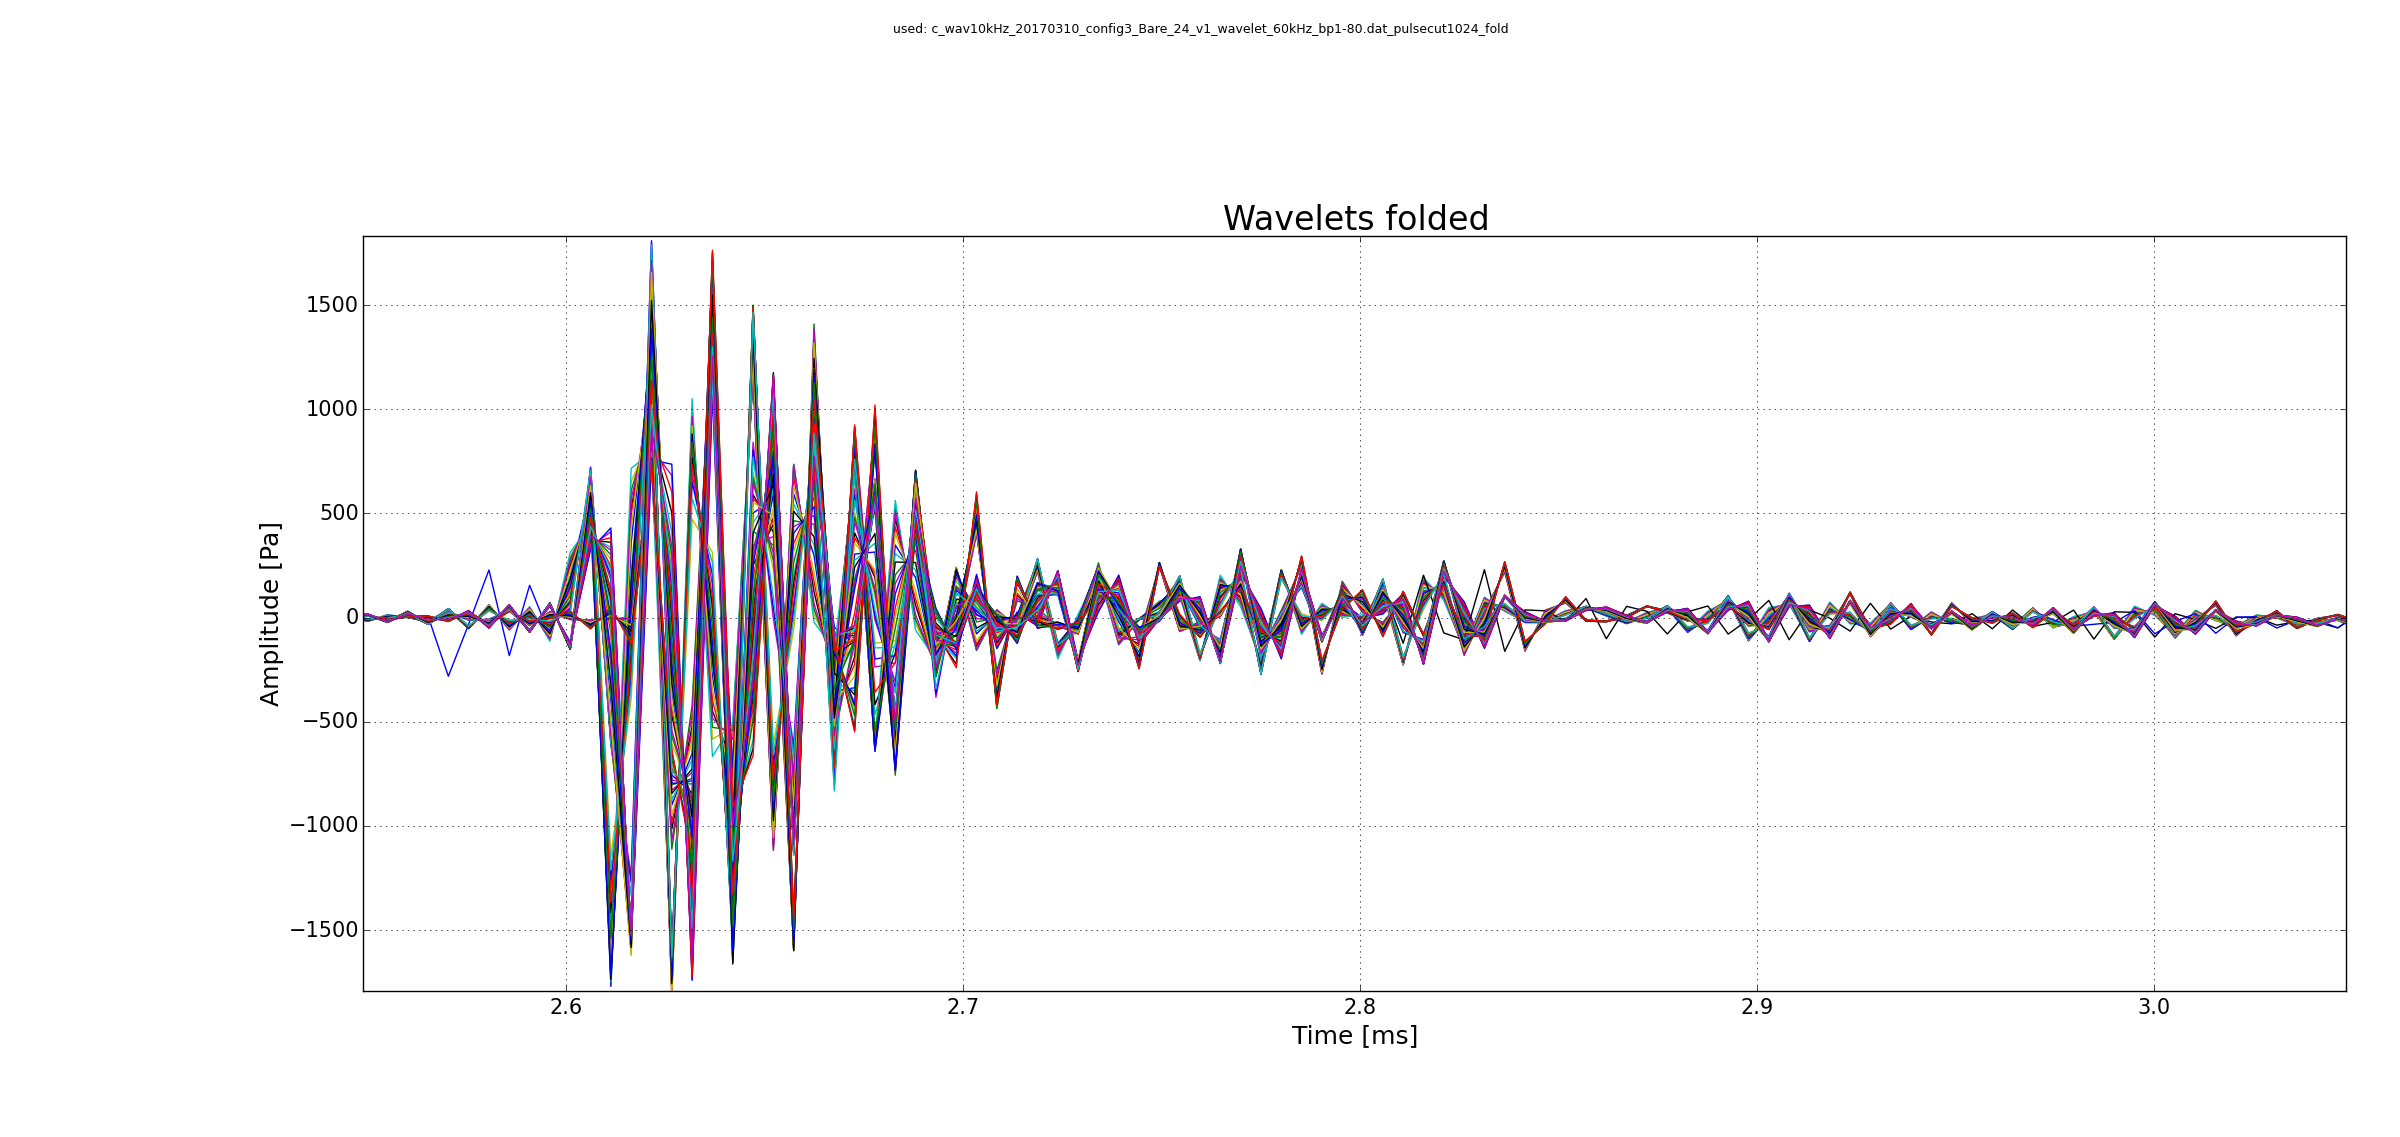 used: c_wav10kHz_20170310_config3_Bare_24_v1_wavelet_60kHz_bp1-80.dat_pulsecut1024_fold
Wavelets folded
1500
1000
500
0
−500
−1000
−1500
Amplitude [Pa]
2.6 2.7 2.8 2.9 3.0
Time [ms]